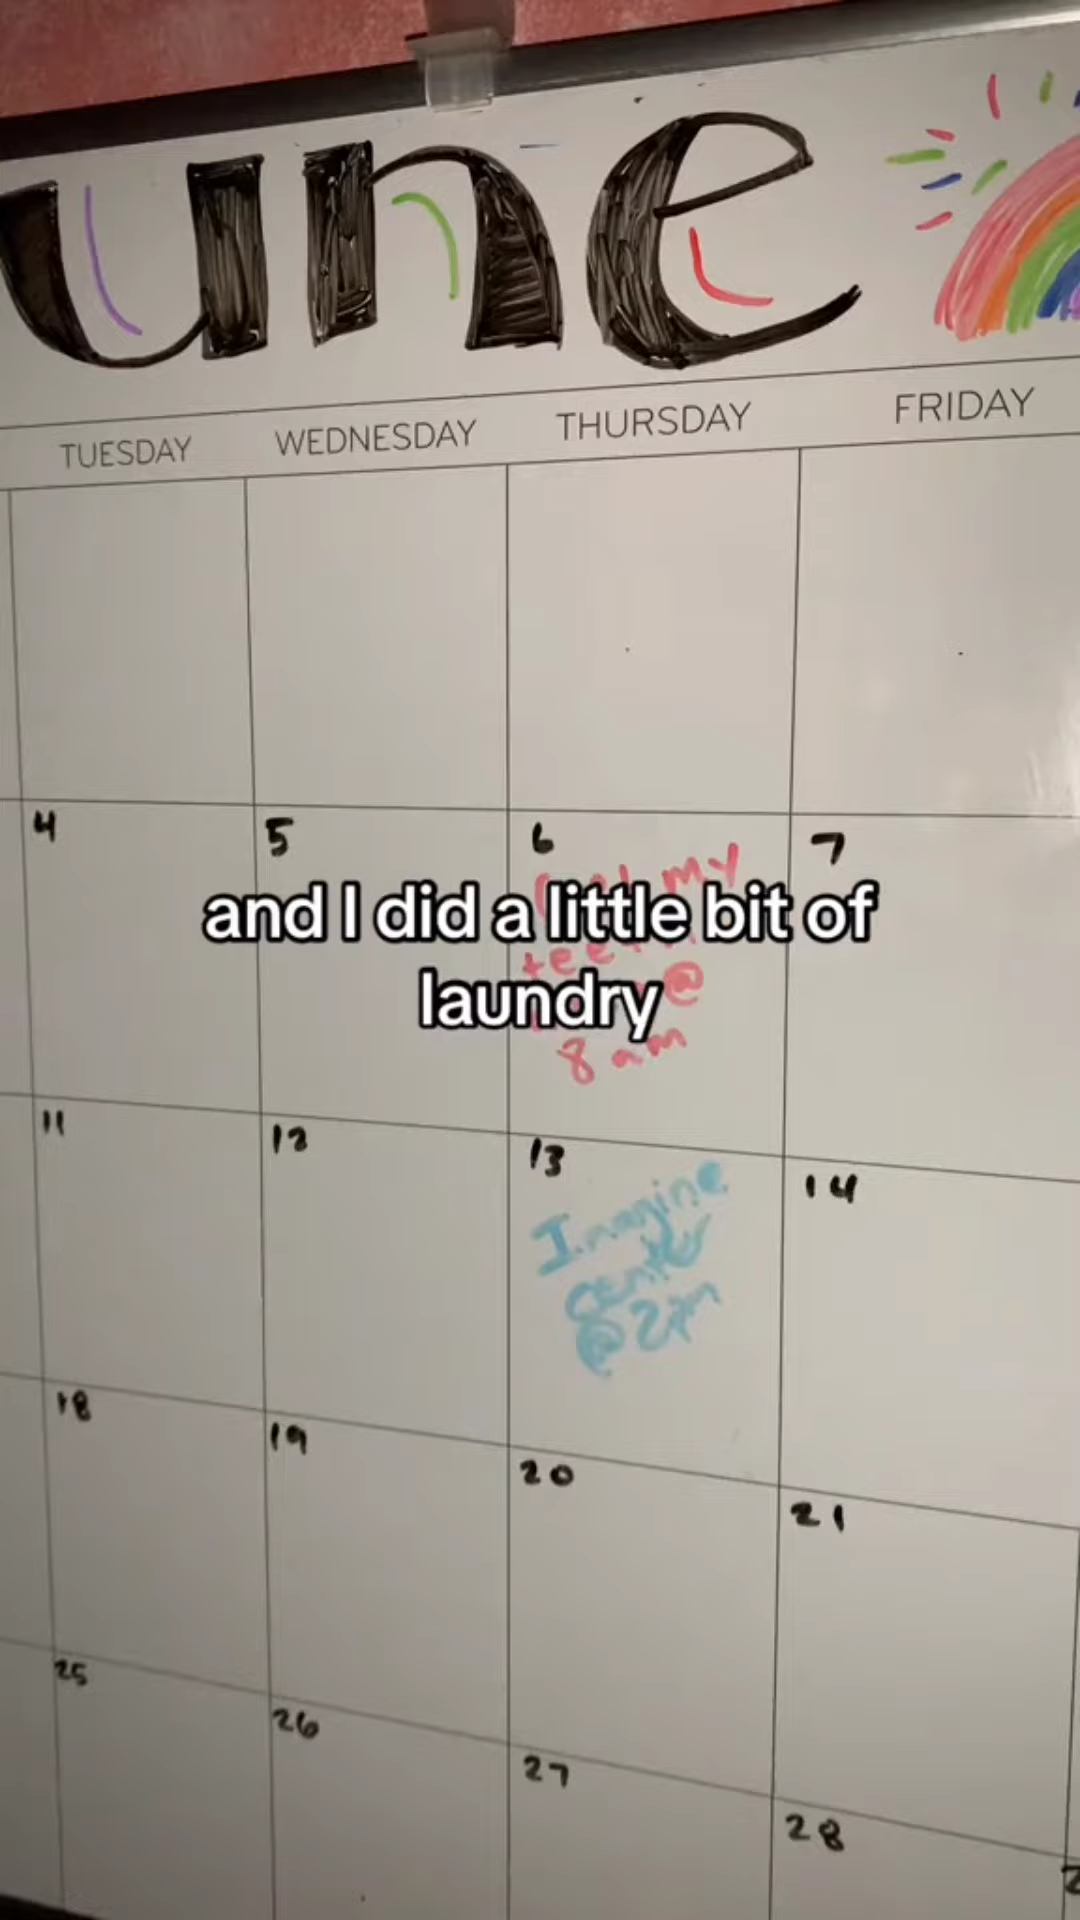 une
TUESDAY WEDNESDAY THURSDAY FRIDAY
4 5 6 7
my
and I did a little bit of
laundry
@
8 am
11 12 13 14
Imagine
Center
@ 2pm
18 19 20 21
25 26 27 28